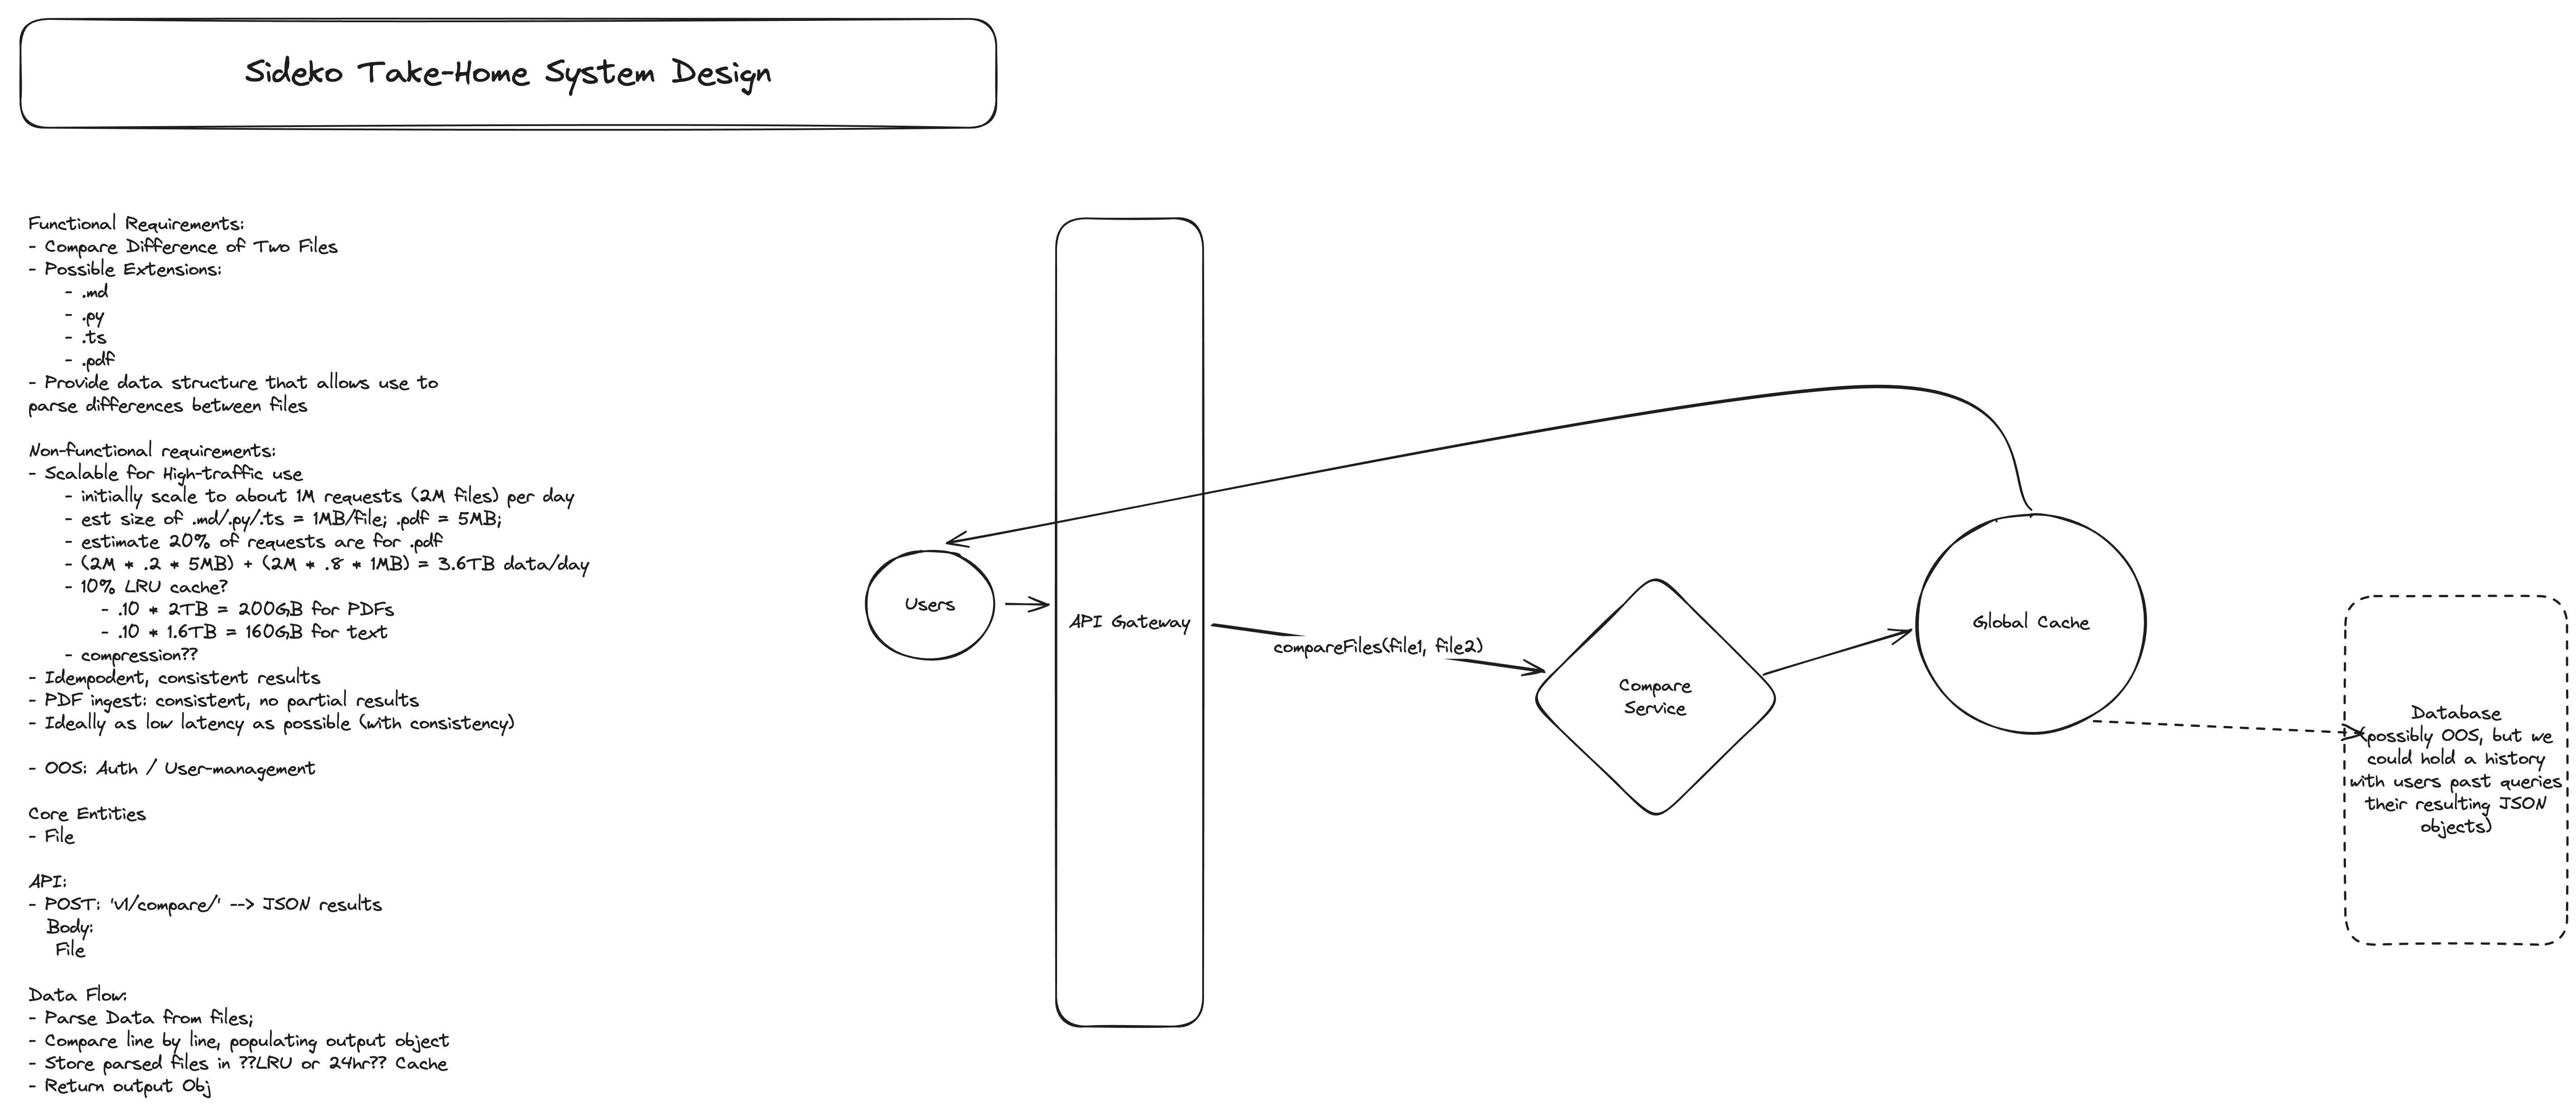 Sideko Take-Home System Design
Functional Requirements:
- Compare Difference of Two Files
- Possible Extensions:
- .md
- .py
- .ts
- .pdf
- Provide data structure that allows use to
parse differences between files
Non-functional requirements:
- Scalable for High-traffic use
- initially scale to about 1M requests (2M files) per day
- est size of .md/.py/.ts = 1MB/file; .pdf = 5MB;
- estimate 20% of requests are for .pdf
- (2M * .2 * 5MB) + (2M * .8 * 1MB) = 3.6TB data/day
- 10% LRU cache?
- .10 * 2TB = 200GB for PDFs
- .10 * 1.6TB = 160GB for text
- compression??
- Idempodent, consistent results
- PDF ingest: consistent, no partial results
- Ideally as low latency as possible (with consistency)
- OOS: Auth / User-management
Core Entities
- File
API:
- POST: 'v1/compare/' --> JSON results
Body:
File
Data Flow:
- Parse Data from files;
- Compare line by line, populating output object
- Store parsed files in ??LRU or 24hr?? Cache
- Return output Obj
Users
API Gateway
compareFiles(file1, file2)
Compare
Service
Global Cache
Database
(possibly OOS, but we
could hold a history
with users past queries
their resulting JSON
objects)